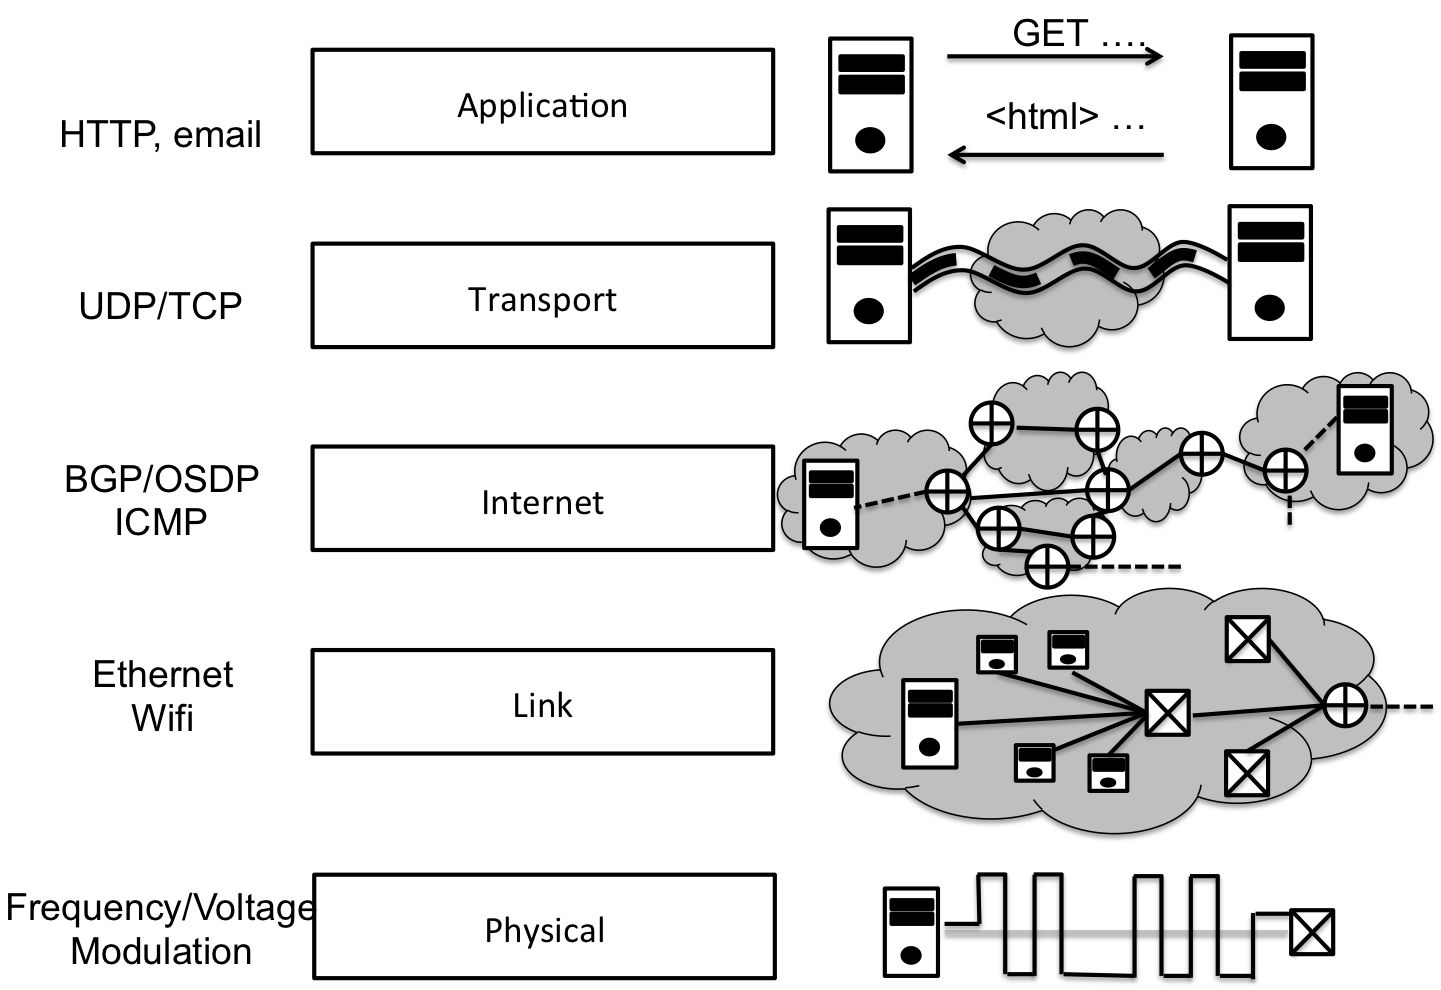 GET ....
Application
HTTP, email
<html> ...
UDP/TCP
Transport
BGP/OSDP
ICMP
Internet
Ethernet
Wifi
Link
Frequency/Voltage
Modulation
Physical